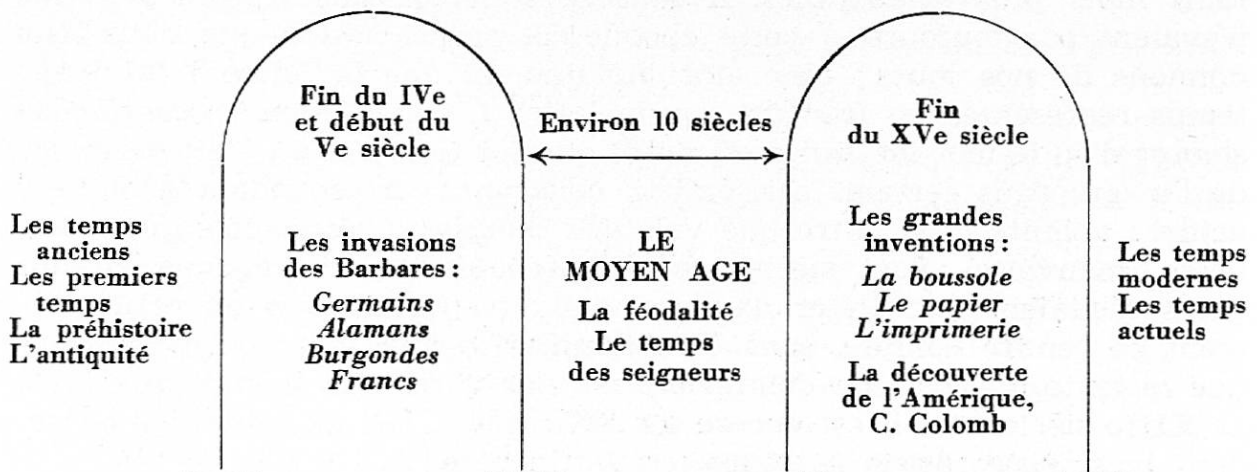 Les temps
anciens
Les premiers
temps
La préhistoire
L'antiquité
Fin du IVe
et début du
Ve siècle
Les invasions
des Barbares :
Germains
Alamans
Burgondes
Francs
Environ 10 siècles
LE
MOYEN AGE
La féodalité
Le temps
des seigneurs
Fin
du XVe siècle
Les grandes
inventions :
La boussole
Le papier
L'imprimerie
La découverte
de l'Amérique,
C. Colomb
Les temps
modernes
Les temps
actuels